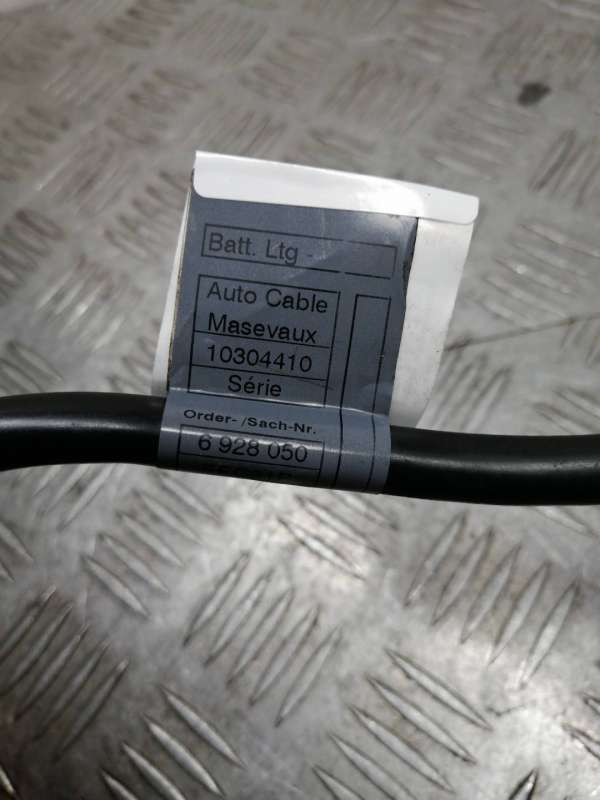 Batt. Ltg -
Auto Cable
Masevaux
10304410
Série
Order- /Sach-Nr.
6 928 050